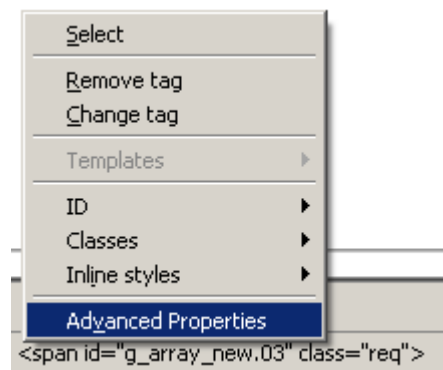 Select
Remove tag
Change tag
Templates
ID
Classes
Inline styles
Advanced Properties
<span id="g_array_new.03" class="req">